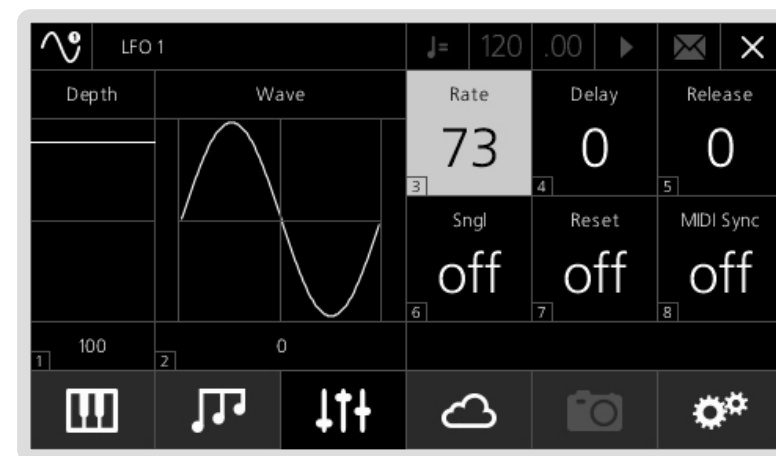 1 LFO 1 ♩= 120 .00
Depth Wave Rate Delay Release
73 0 0
3 4 5
Sngl Reset MIDI Sync
off off off
6 7 8
100 0
1 2